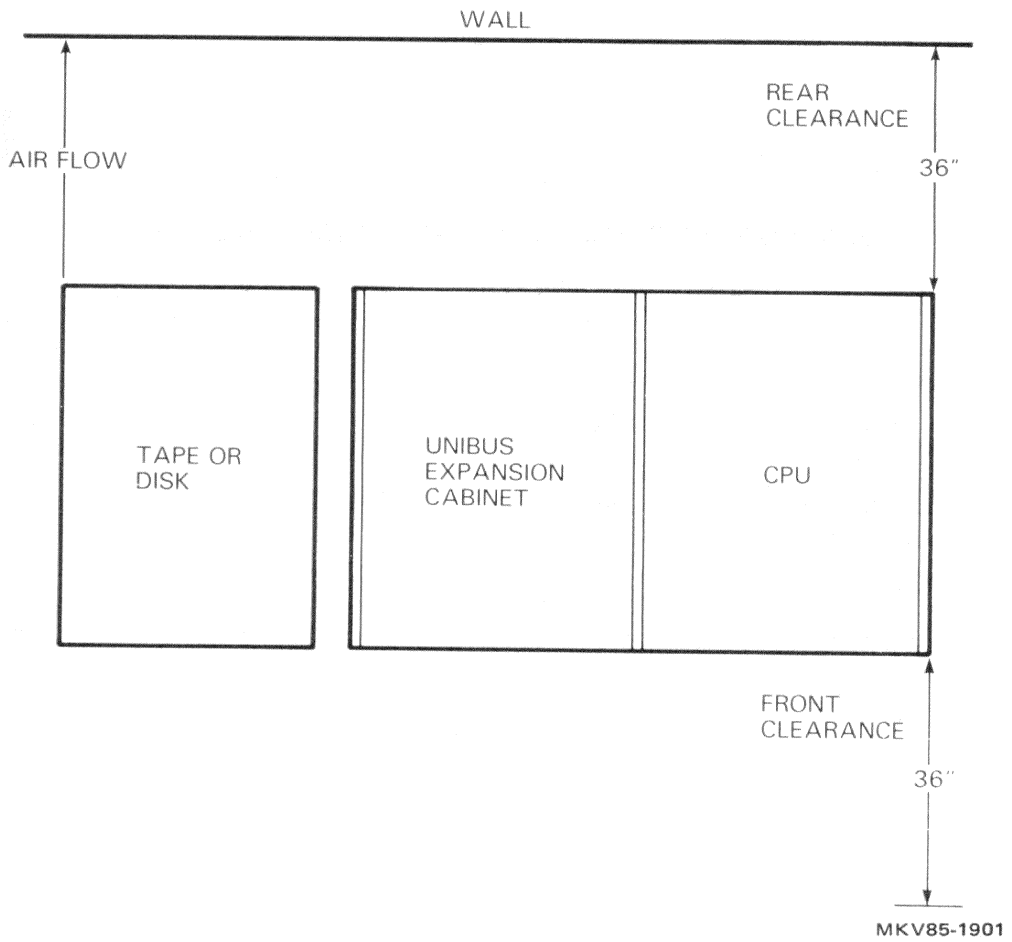 WALL
REAR
CLEARANCE
AIR FLOW
36"
TAPE OR
DISK
UNIBUS
EXPANSION
CABINET
CPU
FRONT
CLEARANCE
36"
MKV85-1901